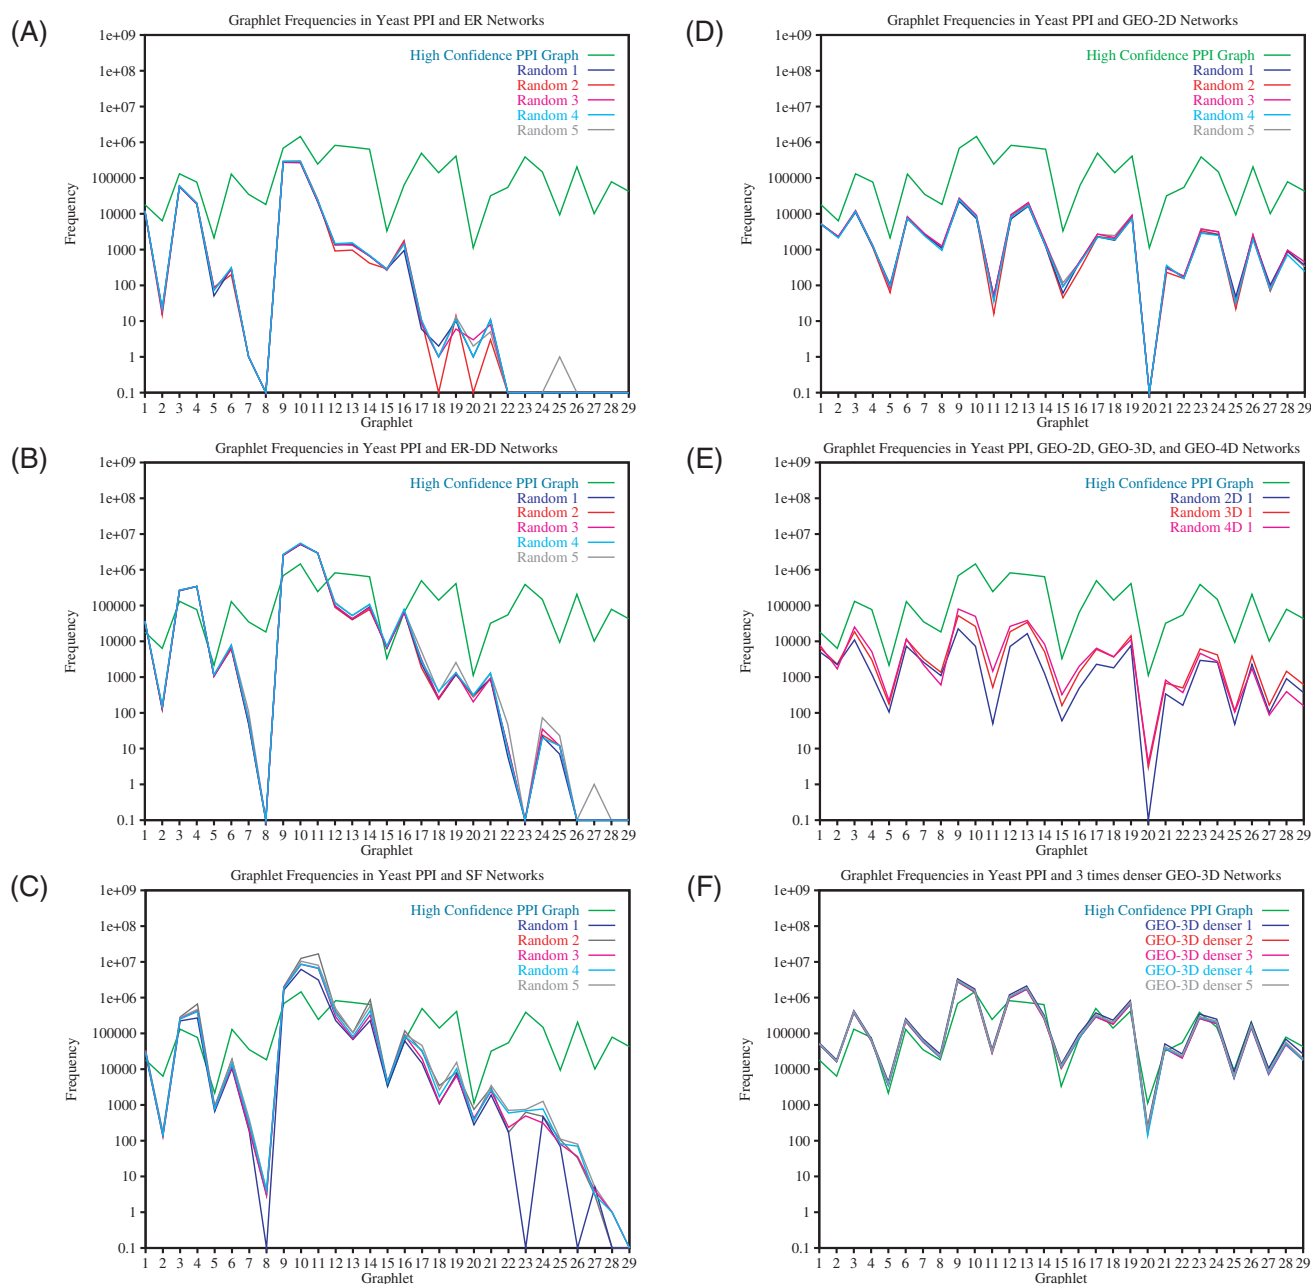 (A)
Graphlet Frequencies in Yeast PPI and ER Networks
1e+09
1e+08
1e+07
1e+06
100000
10000
1000
100
10
1
0.1
Frequency
High Confidence PPI Graph
Random 1
Random 2
Random 3
Random 4
Random 5
1 2 3 4 5 6 7 8 9 10 11 12 13 14 15 16 17 18 19 20 21 22 23 24 25 26 27 28 29
Graphlet
(B)
Graphlet Frequencies in Yeast PPI and ER-DD Networks
1e+09
1e+08
1e+07
1e+06
100000
10000
1000
100
10
1
0.1
Frequency
High Confidence PPI Graph
Random 1
Random 2
Random 3
Random 4
Random 5
1 2 3 4 5 6 7 8 9 10 11 12 13 14 15 16 17 18 19 20 21 22 23 24 25 26 27 28 29
Graphlet
(C)
Graphlet Frequencies in Yeast PPI and SF Networks
1e+09
1e+08
1e+07
1e+06
100000
10000
1000
100
10
1
0.1
Frequency
High Confidence PPI Graph
Random 1
Random 2
Random 3
Random 4
Random 5
1 2 3 4 5 6 7 8 9 10 11 12 13 14 15 16 17 18 19 20 21 22 23 24 25 26 27 28 29
Graphlet
(D)
Graphlet Frequencies in Yeast PPI and GEO-2D Networks
1e+09
1e+08
1e+07
1e+06
100000
10000
1000
100
10
1
0.1
Frequency
High Confidence PPI Graph
Random 1
Random 2
Random 3
Random 4
Random 5
1 2 3 4 5 6 7 8 9 10 11 12 13 14 15 16 17 18 19 20 21 22 23 24 25 26 27 28 29
Graphlet
(E)
Graphlet Frequencies in Yeast PPI, GEO-2D, GEO-3D, and GEO-4D Networks
1e+09
1e+08
1e+07
1e+06
100000
10000
1000
100
10
1
0.1
Frequency
High Confidence PPI Graph
Random 2D 1
Random 3D 1
Random 4D 1
1 2 3 4 5 6 7 8 9 10 11 12 13 14 15 16 17 18 19 20 21 22 23 24 25 26 27 28 29
Graphlet
(F)
Graphlet Frequencies in Yeast PPI and 3 times denser GEO-3D Networks
1e+09
1e+08
1e+07
1e+06
100000
10000
1000
100
10
1
0.1
Frequency
High Confidence PPI Graph
GEO-3D denser 1
GEO-3D denser 2
GEO-3D denser 3
GEO-3D denser 4
GEO-3D denser 5
1 2 3 4 5 6 7 8 9 10 11 12 13 14 15 16 17 18 19 20 21 22 23 24 25 26 27 28 29
Graphlet